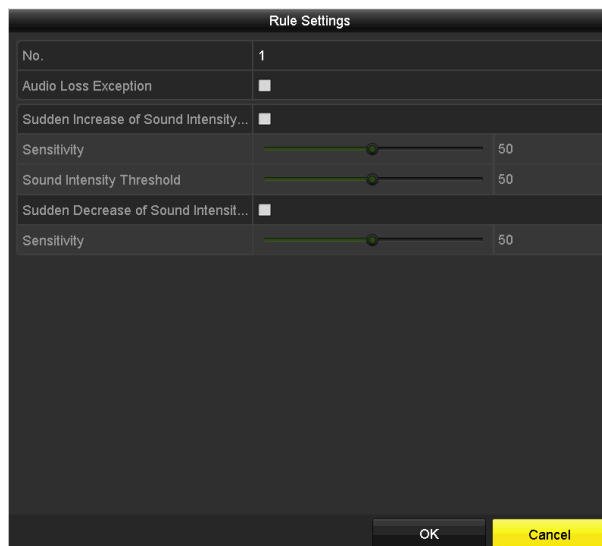 Rule Settings
No. 1
Audio Loss Exception
Sudden Increase of Sound Intensity...
Sensitivity 50
Sound Intensity Threshold 50
Sudden Decrease of Sound Intensit...
Sensitivity 50
OK Cancel